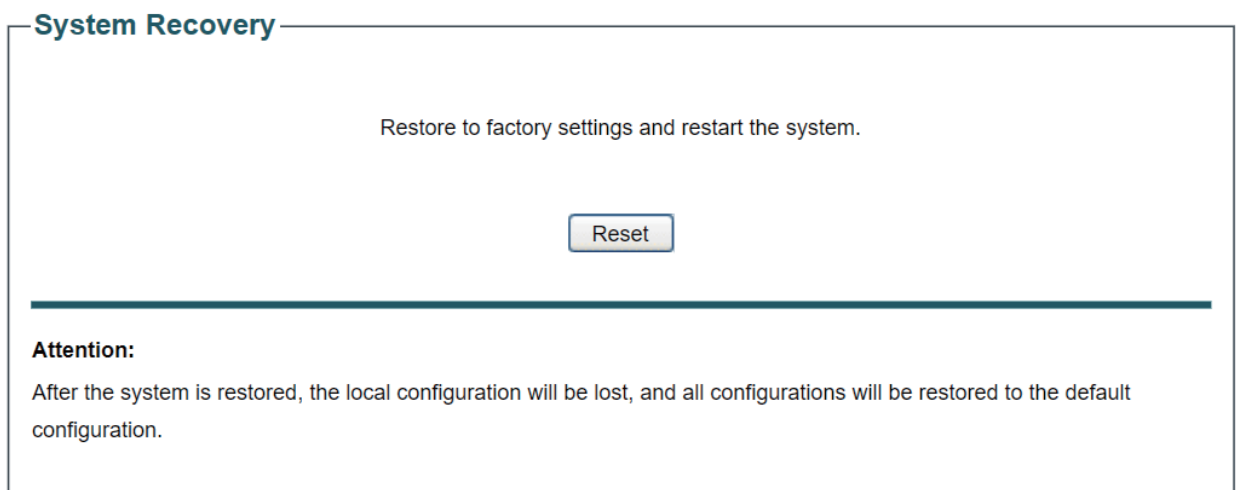 System Recovery
Restore to factory settings and restart the system.
Reset
Attention:
After the system is restored, the local configuration will be lost, and all configurations will be restored to the default
configuration.